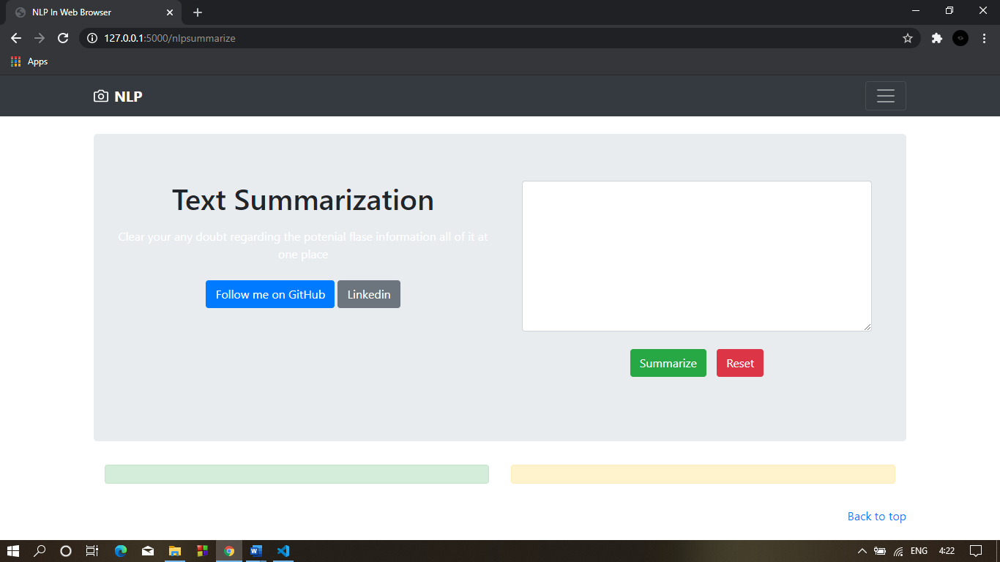 NLP In Web Browser
127.0.0.1:5000/nlpsummarize
Apps
NLP
Text Summarization
Clear your any doubt regarding the potenial flase information all of it at
one place
Follow me on GitHub
Linkedin
Summarize
Reset
Back to top
ENG
4:22